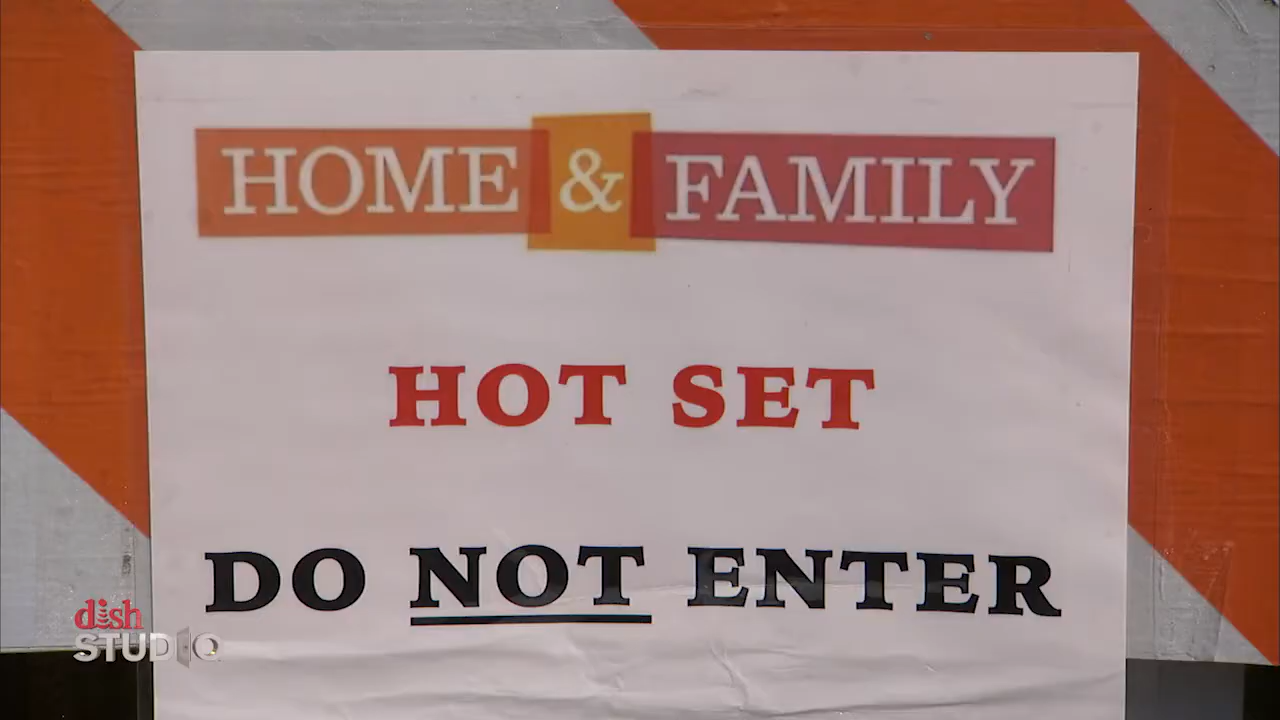 HOME & FAMILY
HOT SET
DO NOT ENTER
dish
STUDIO